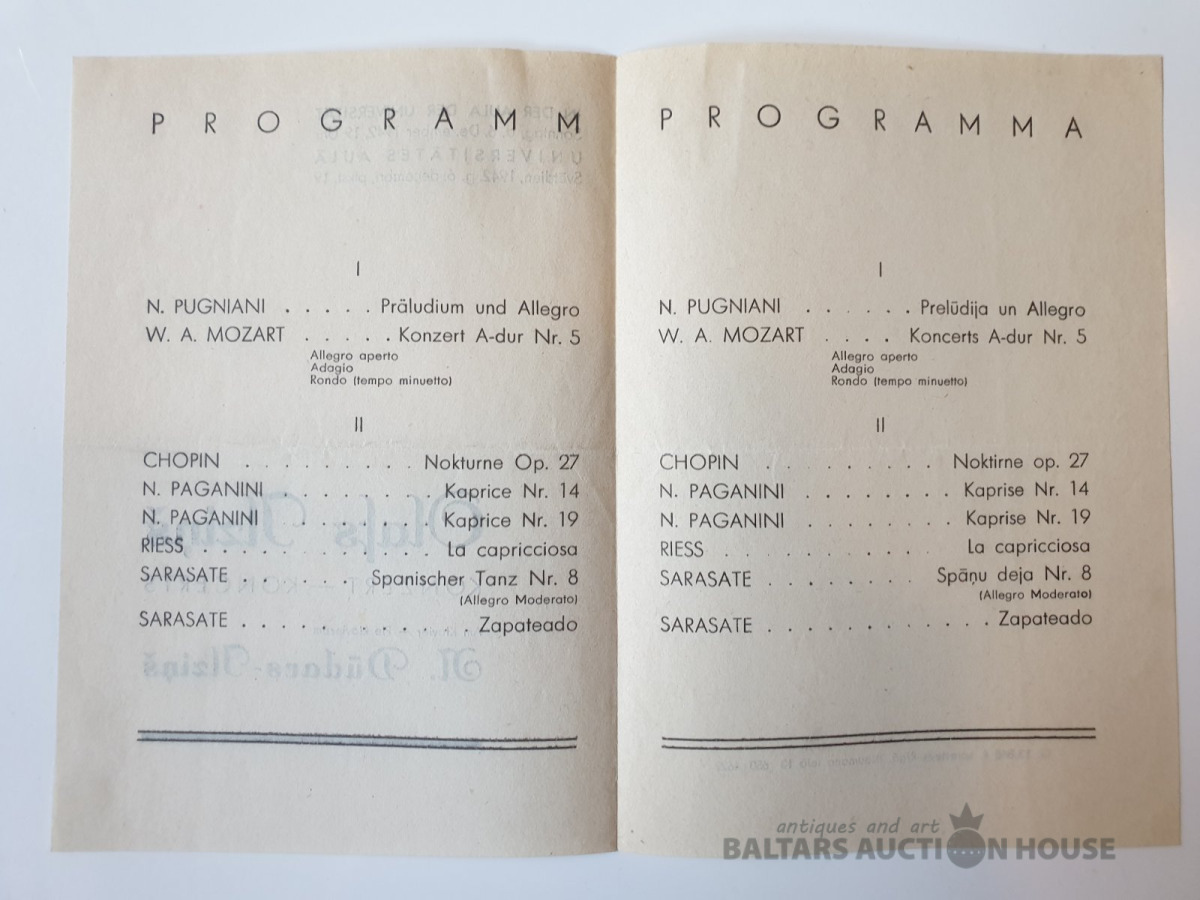 PROGRAMM
I
N. PUGNIANI . . . . . Präludium und Allegro
W. A. MOZART . . . . . Konzert A-dur Nr. 5
Allegro aperto
Adagio
Rondo (tempo minuetto)
II
CHOPIN . . . . . . . . . Nokturne Op. 27
N. PAGANINI . . . . . . . . Kaprice Nr. 14
N. PAGANINI . . . . . . . Kaprice Nr. 19
RIESS . . . . . . . . . . . . La capricciosa
SARASATE . . . . . . Spanischer Tanz Nr. 8
(Allegro Moderato)
SARASATE . . . . . . . . . . . Zapateado
PROGRAMMA
I
N. PUGNIANI . . . . . . Prelūdija un Allegro
W. A. MOZART . . . . Koncerts A-dur Nr. 5
Allegro aperto
Adagio
Rondo (tempo minuetto)
II
CHOPIN . . . . . . . . . Noktirne op. 27
N. PAGANINI . . . . . . . . Kaprise Nr. 14
N. PAGANINI . . . . . . . . Kaprise Nr. 19
RIESS . . . . . . . . . . . La capricciosa
SARASATE . . . . . . . . Spāņu deja Nr. 8
(Allegro Moderato)
SARASATE . . . . . . . . . . . . Zapateado
antiques and art
BALTARS AUCTION HOUSE